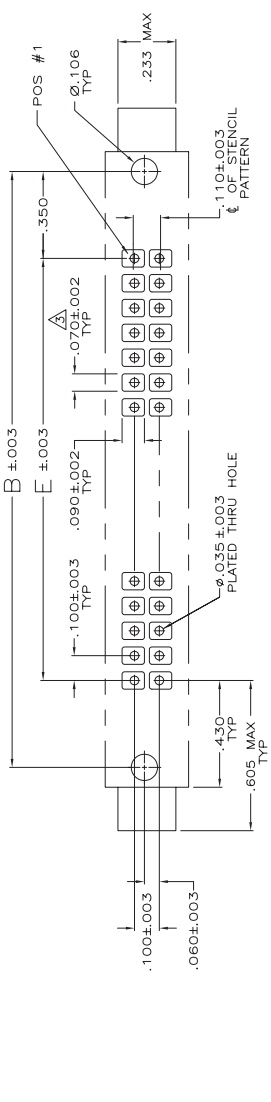 B ±.003
E ±.003
.350
POS #1
Ø.106
TYP
.233 MAX
3
.070±.002
TYP
.090±.002
TYP
.100±.003
TYP
.110±.003
℄ OF STENCIL
PATTERN
Ø.035±.003
PLATED THRU HOLE
.430
TYP
.605 MAX
TYP
.100±.003
.060±.003